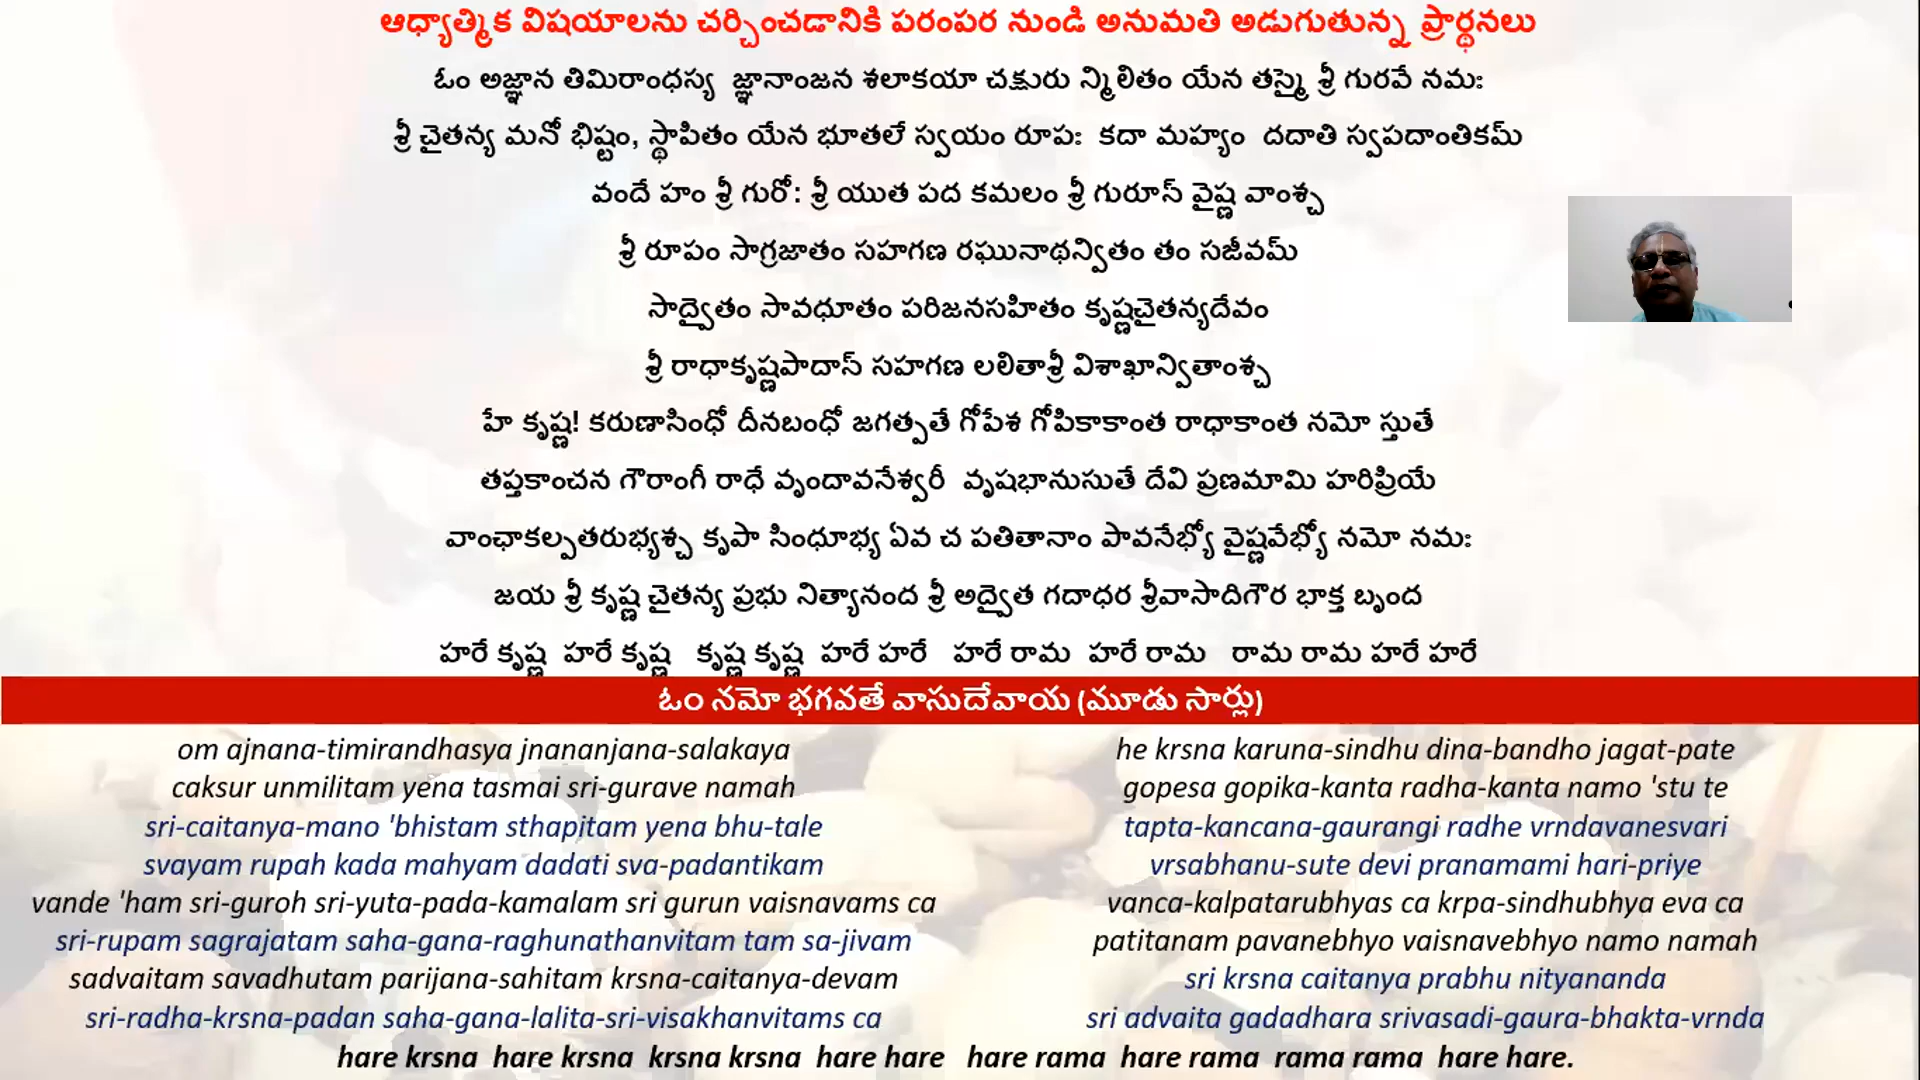 ఆధ్యాత్మిక విషయాలను చర్చించడానికి పరంపర నుండి అనుమతి అడుగుతున్న ప్రార్థనలు
ఓం అజ్ఞాన తిమిరాంధస్య జ్ఞానాంజన శలాకయా చక్షురు న్మిలితం యేన తస్మై శ్రీ గురవే నమః
శ్రీ చైతన్య మనో భిష్టం, స్థాపితం యేన భూతలే స్వయం రూపః కదా మహ్యం దదాతి స్వపదాంతికమ్
వందే హం శ్రీ గురో: శ్రీ యుత పద కమలం శ్రీ గురూన్ వైష్ణ వాంశ్చ
శ్రీ రూపం సాగ్రజాతం సహగణ రఘునాథన్వితం తం సజీవమ్
సాద్వైతం సావధూతం పరిజనసహితం కృష్ణచైతన్యదేవం
శ్రీ రాధాకృష్ణపాదాన్ సహగణ లలితాశ్రీ విశాఖాన్వితాంశ్చ
హే కృష్ణ! కరుణాసింధో దీనబంధో జగత్పతే గోపేశ గోపికాకాంత రాధాకాంత నమో స్తుతే
తప్తకాంచన గౌరాంగీ రాధే వృందావనేశ్వరీ వృషభానుసుతే దేవి ప్రణమామి హరిప్రియే
వాంఛాకల్పతరుభ్యశ్చ కృపా సింధూభ్య ఏవ చ పతితానాం పావనేభ్యో వైష్ణవేభ్యో నమో నమః
జయ శ్రీ కృష్ణ చైతన్య ప్రభు నిత్యానంద శ్రీ అద్వైత గదాధర శ్రీవాసాదిగౌర భాక్త బృంద
హరే కృష్ణ హరే కృష్ణ కృష్ణ కృష్ణ హరే హరే హరే రామ హరే రామ రామ రామ హరే హరే
ఓం నమో భగవతే వాసుదేవాయ (మూడు సార్లు)
om ajnana-timirandhasya jnananjana-salakaya
caksur unmilitam yena tasmai sri-gurave namah
sri-caitanya-mano 'bhistam sthapitam yena bhu-tale
svayam rupah kada mahyam dadati sva-padantikam
vande 'ham sri-guroh sri-yuta-pada-kamalam sri gurun vaisnavams ca
sri-rupam sagrajatam saha-gana-raghunathanvitam tam sa-jivam
sadvaitam savadhutam parijana-sahitam krsna-caitanya-devam
sri-radha-krsna-padan saha-gana-lalita-sri-visakhanvitams ca
he krsna karuna-sindhu dina-bandho jagat-pate
gopesa gopika-kanta radha-kanta namo 'stu te
tapta-kancana-gaurangi radhe vrndavanesvari
vrsabhanu-sute devi pranamami hari-priye
vanca-kalpatarubhyas ca krpa-sindhubhya eva ca
patitanam pavanebhyo vaisnavebhyo namo namah
sri krsna caitanya prabhu nityananda
sri advaita gadadhara srivasadi-gaura-bhakta-vrnda
hare krsna hare krsna krsna krsna hare hare hare rama hare rama rama rama hare hare.